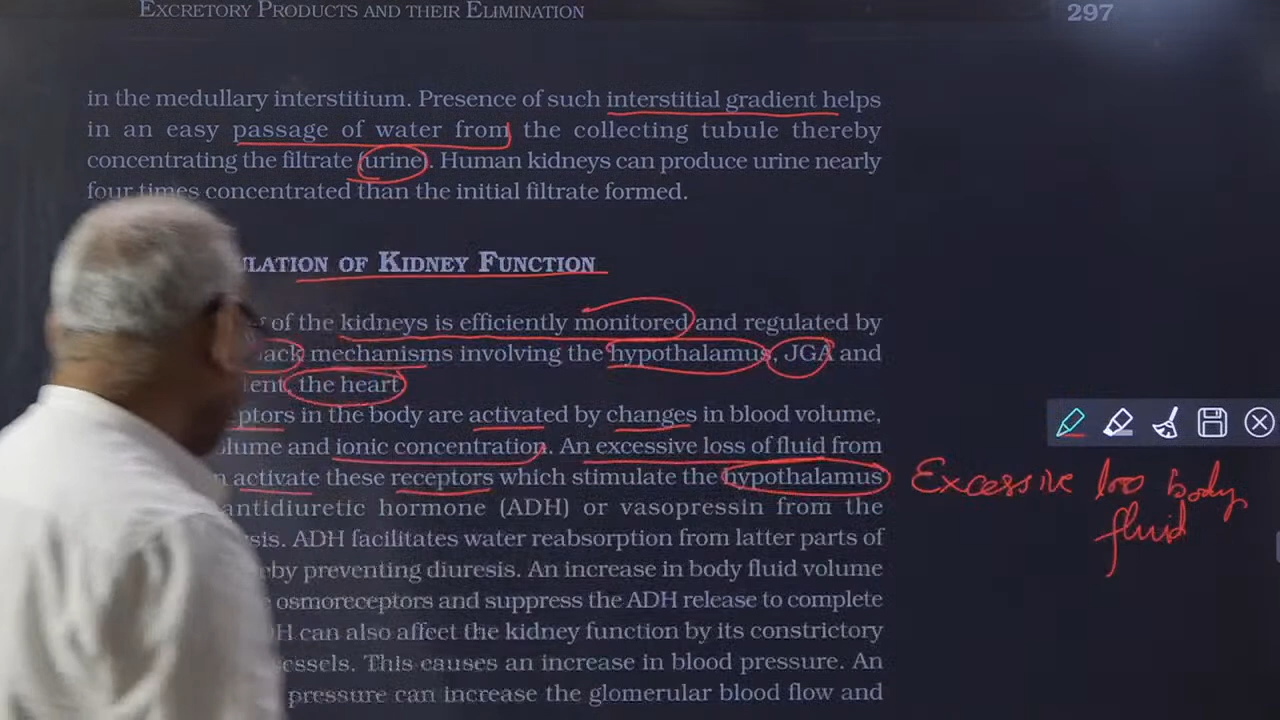 EXCRETORY PRODUCTS AND THEIR ELIMINATION 297
in the medullary interstitium. Presence of such interstitial gradient helps
in an easy passage of water from the collecting tubule thereby
concentrating the filtrate (urine). Human kidneys can produce urine nearly
four times concentrated than the initial filtrate formed.
LATION OF KIDNEY FUNCTION
of the kidneys is efficiently monitored and regulated by
back mechanisms involving the hypothalamus, JGA and
ent, the heart
ptors in the body are activated by changes in blood volume,
lume and ionic concentration. An excessive loss of fluid from
activate these receptors which stimulate the hypothalamus
antidiuretic hormone (ADH) or vasopressin from the
sis. ADH facilitates water reabsorption from latter parts of
eby preventing diuresis. An increase in body fluid volume
osmoreceptors and suppress the ADH release to complete
H can also affect the kidney function by its constrictory
essels. This causes an increase in blood pressure. An
pressure can increase the glomerular blood flow and
Excessive loss body
fluid